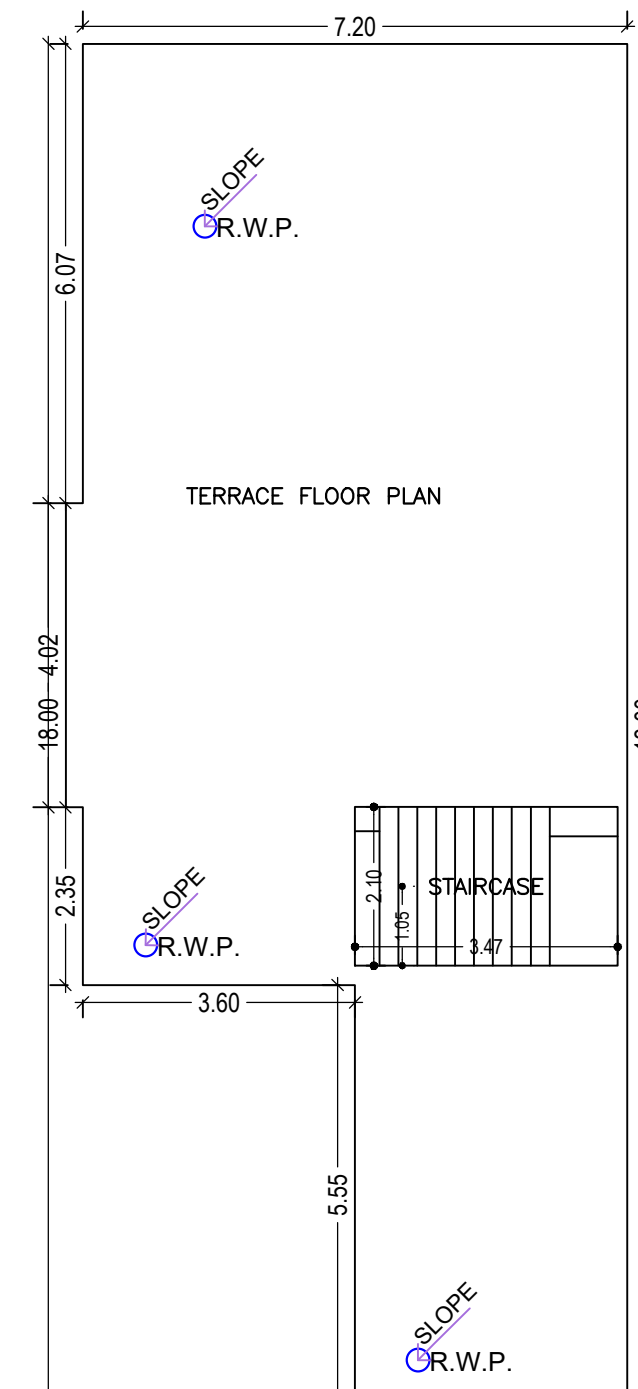 7.20
SLOPE
R.W.P.
6.07
TERRACE FLOOR PLAN
4.02
18.00
2.10
STAIRCASE
2.35
1.05
3.47
SLOPE
R.W.P.
3.60
5.55
SLOPE
R.W.P.